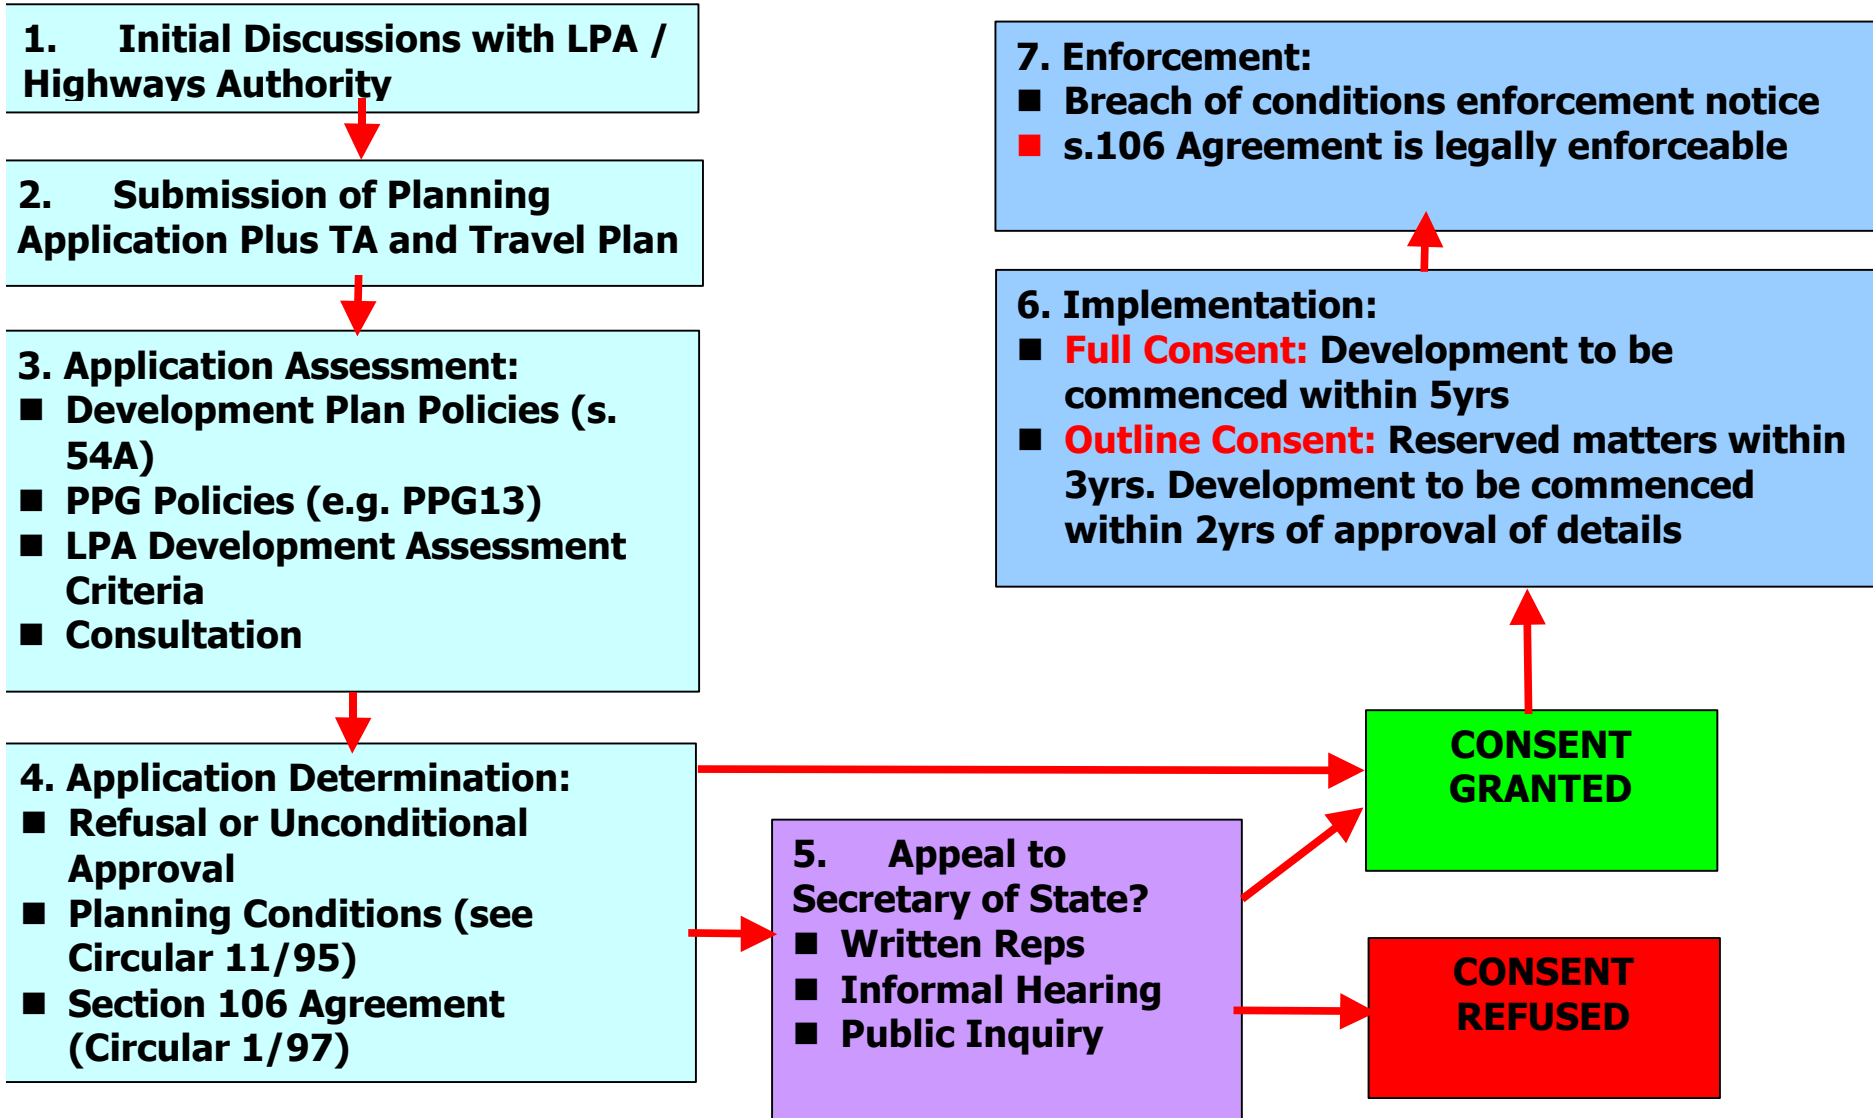 1. Initial Discussions with LPA /
Highways Authority
2. Submission of Planning
Application Plus TA and Travel Plan
3. Application Assessment:
■ Development Plan Policies (s.
54A)
■ PPG Policies (e.g. PPG13)
■ LPA Development Assessment
Criteria
■ Consultation
4. Application Determination:
■ Refusal or Unconditional
Approval
■ Planning Conditions (see
Circular 11/95)
■ Section 106 Agreement
(Circular 1/97)
5. Appeal to
Secretary of State?
■ Written Reps
■ Informal Hearing
■ Public Inquiry
CONSENT
GRANTED
CONSENT
REFUSED
6. Implementation:
■ Full Consent: Development to be
commenced within 5yrs
■ Outline Consent: Reserved matters within
3yrs. Development to be commenced
within 2yrs of approval of details
7. Enforcement:
■ Breach of conditions enforcement notice
■ s.106 Agreement is legally enforceable